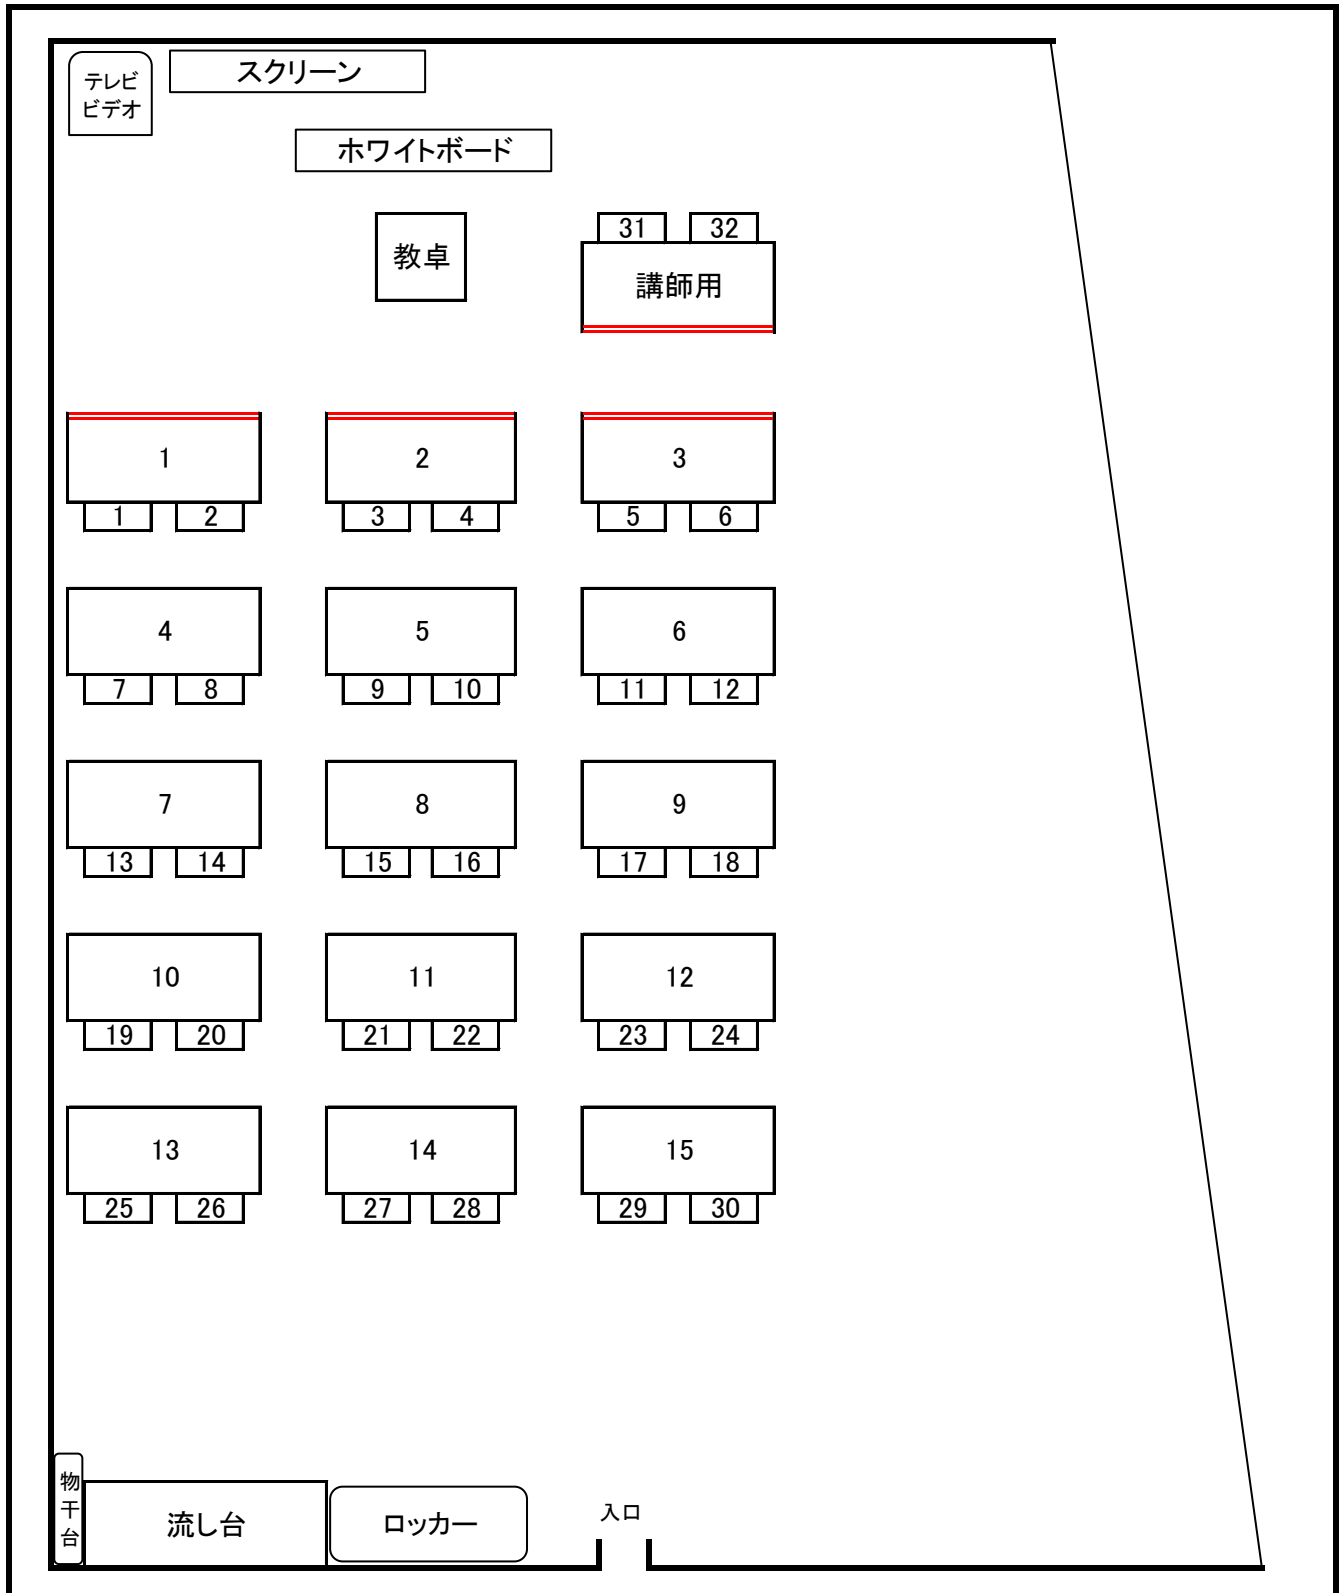 テレビ
ビデオ
スクリーン
ホワイトボード
教卓
31 32
講師用
1 2 3
1 2 3 4 5 6
4 5 6
7 8 9 10 11 12
7 8 9
13 14 15 16 17 18
10 11 12
19 20 21 22 23 24
13 14 15
25 26 27 28 29 30
物干台
流し台
ロッカー
入口